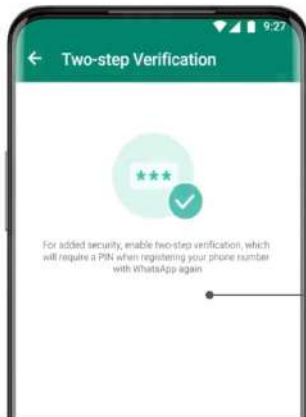 9:27
Two-step Verification
***
For added security, enable two-step verification, which
will require a PIN when registering your phone number
with WhatsApp again